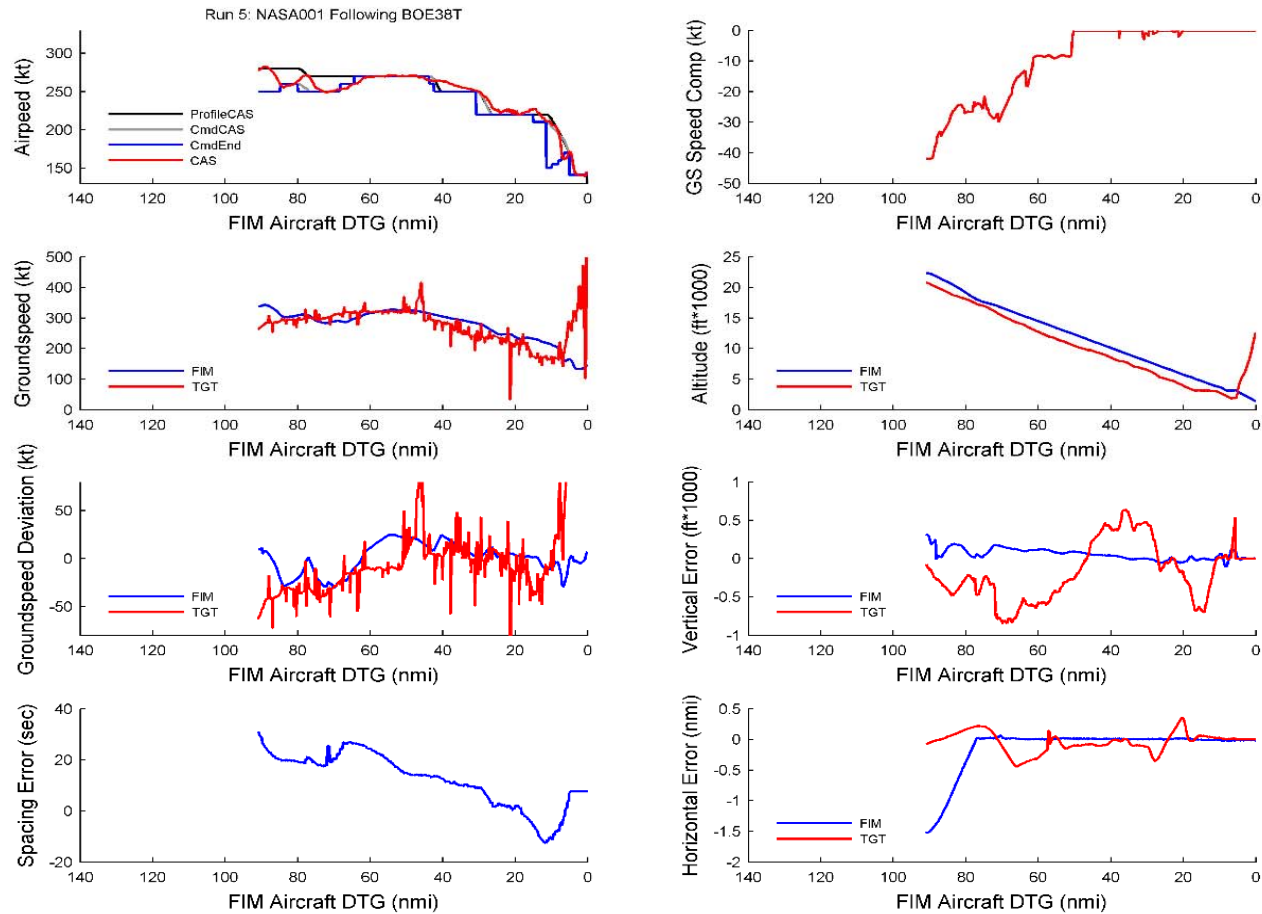 Run 5: NASA001 Following BOE38T
Airpeed (kt)
300
250
200
150
ProfileCAS
CmdCAS
CmdEnd
CAS
140 120 100 80 60 40 20 0
FIM Aircraft DTG (nmi)
GS Speed Comp (kt)
0
-10
-20
-30
-40
-50
140 120 100 80 60 40 20 0
FIM Aircraft DTG (nmi)
Groundspeed (kt)
500
400
300
200
100
0
FIM
TGT
140 120 100 80 60 40 20 0
FIM Aircraft DTG (nmi)
Altitude (ft*1000)
25
20
15
10
5
0
FIM
TGT
140 120 100 80 60 40 20 0
FIM Aircraft DTG (nmi)
Groundspeed Deviation (kt)
50
0
-50
FIM
TGT
140 120 100 80 60 40 20 0
FIM Aircraft DTG (nmi)
Vertical Error (ft*1000)
1
0.5
0
-0.5
-1
FIM
TGT
140 120 100 80 60 40 20 0
FIM Aircraft DTG (nmi)
Spacing Error (sec)
40
20
0
-20
140 120 100 80 60 40 20 0
FIM Aircraft DTG (nmi)
Horizontal Error (nmi)
0.5
0
-0.5
-1
-1.5
-2
FIM
TGT
140 120 100 80 60 40 20 0
FIM Aircraft DTG (nmi)